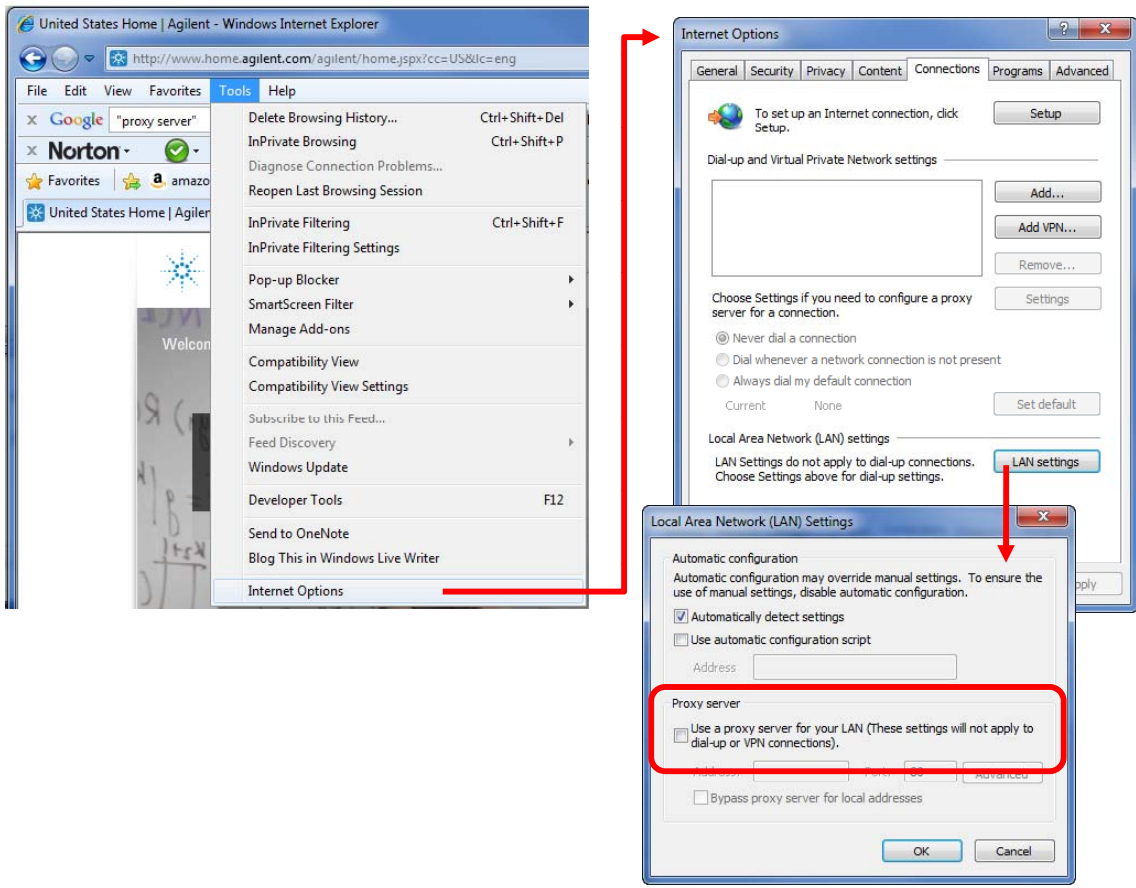 United States Home | Agilent - Windows Internet Explorer
http://www.home.agilent.com/agilent/home.jspx?cc=US&lc=eng
File Edit View Favorites Tools Help
x Google "proxy server"
x Norton
Favorites a amazo
United States Home | Agilen
Welcon
Delete Browsing History... Ctrl+Shift+Del
InPrivate Browsing Ctrl+Shift+P
Diagnose Connection Problems...
Reopen Last Browsing Session
InPrivate Filtering Ctrl+Shift+F
InPrivate Filtering Settings
Pop-up Blocker
SmartScreen Filter
Manage Add-ons
Compatibility View
Compatibility View Settings
Subscribe to this Feed...
Feed Discovery
Windows Update
Developer Tools F12
Send to OneNote
Blog This in Windows Live Writer
Internet Options
Internet Options
General Security Privacy Content Connections Programs Advanced
To set up an Internet connection, click
Setup.
Setup
Dial-up and Virtual Private Network settings
Add...
Add VPN...
Remove...
Choose Settings if you need to configure a proxy
server for a connection.
Settings
Never dial a connection
Dial whenever a network connection is not present
Always dial my default connection
Current None
Set default
Local Area Network (LAN) settings
LAN Settings do not apply to dial-up connections.
Choose Settings above for dial-up settings.
LAN settings
pply
Local Area Network (LAN) Settings
Automatic configuration
Automatic configuration may override manual settings. To ensure the
use of manual settings, disable automatic configuration.
Automatically detect settings
Use automatic configuration script
Address
Proxy server
Use a proxy server for your LAN (These settings will not apply to
dial-up or VPN connections).
Address: Port: 80 Advanced
Bypass proxy server for local addresses
OK Cancel